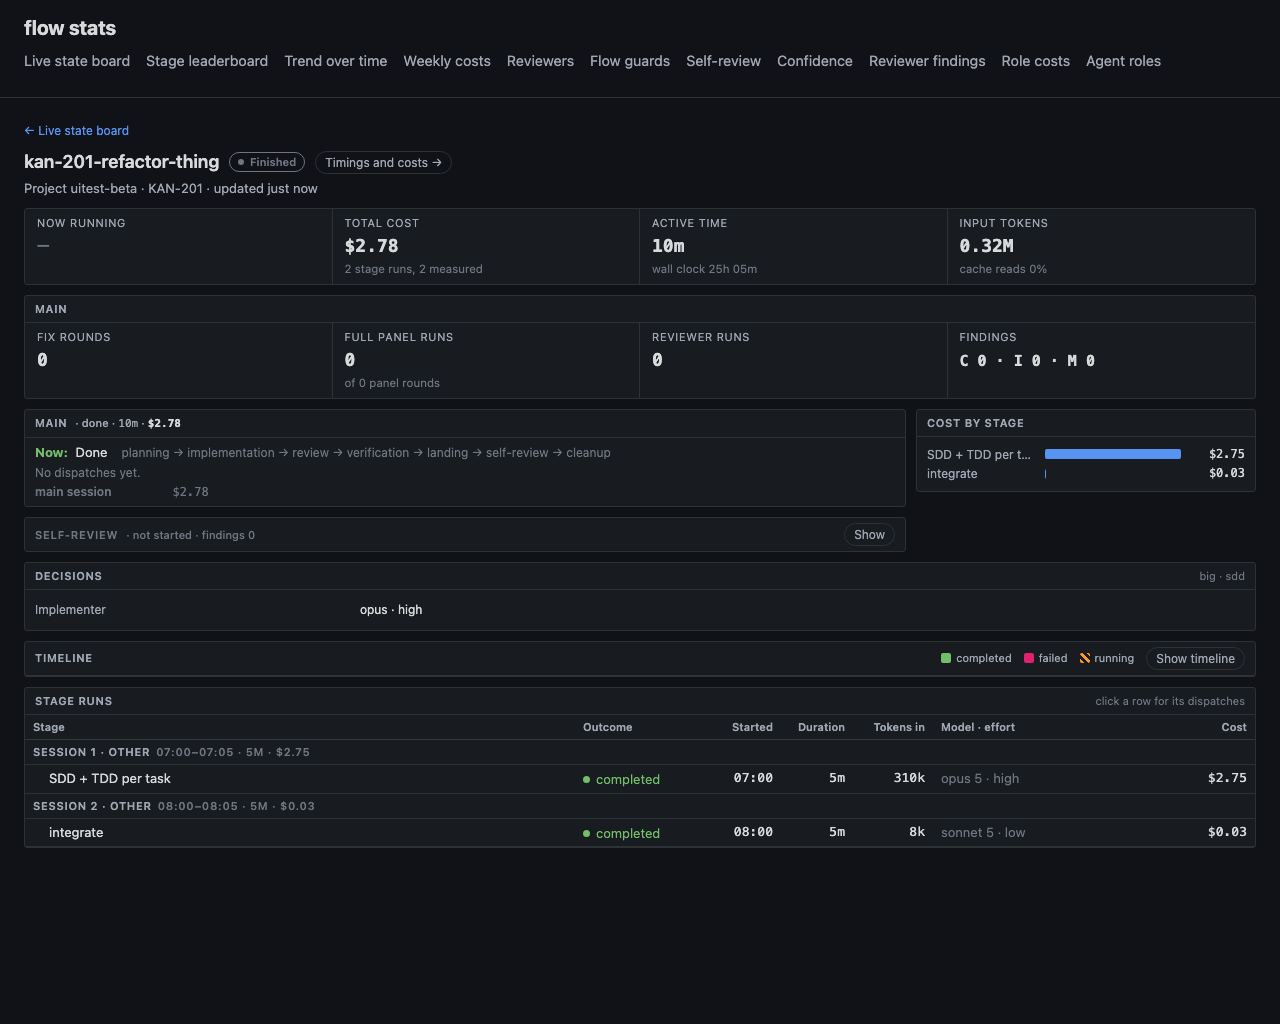 flow stats
Live state board Stage leaderboard Trend over time Weekly costs Reviewers Flow guards Self-review Confidence Reviewer findings Role costs Agent roles
← Live state board
kan-201-refactor-thing Finished Timings and costs →
Project uitest-beta · KAN-201 · updated just now
NOW RUNNING
—
TOTAL COST
$2.78
2 stage runs, 2 measured
ACTIVE TIME
10m
wall clock 25h 05m
INPUT TOKENS
0.32M
cache reads 0%
MAIN
FIX ROUNDS
0
FULL PANEL RUNS
0
of 0 panel rounds
REVIEWER RUNS
0
FINDINGS
C 0 · I 0 · M 0
MAIN · done · 10m · $2.78
Now: Done planning → implementation → review → verification → landing → self-review → cleanup
No dispatches yet.
main session $2.78
COST BY STAGE
SDD + TDD per t... $2.75
integrate $0.03
SELF-REVIEW · not started · findings 0 Show
DECISIONS big · sdd
Implementer opus · high
TIMELINE completed failed running Show timeline
STAGE RUNS click a row for its dispatches
Stage Outcome Started Duration Tokens in Model · effort Cost
SESSION 1 · OTHER 07:00–07:05 · 5M · $2.75
SDD + TDD per task completed 07:00 5m 310k opus 5 · high $2.75
SESSION 2 · OTHER 08:00–08:05 · 5M · $0.03
integrate completed 08:00 5m 8k sonnet 5 · low $0.03